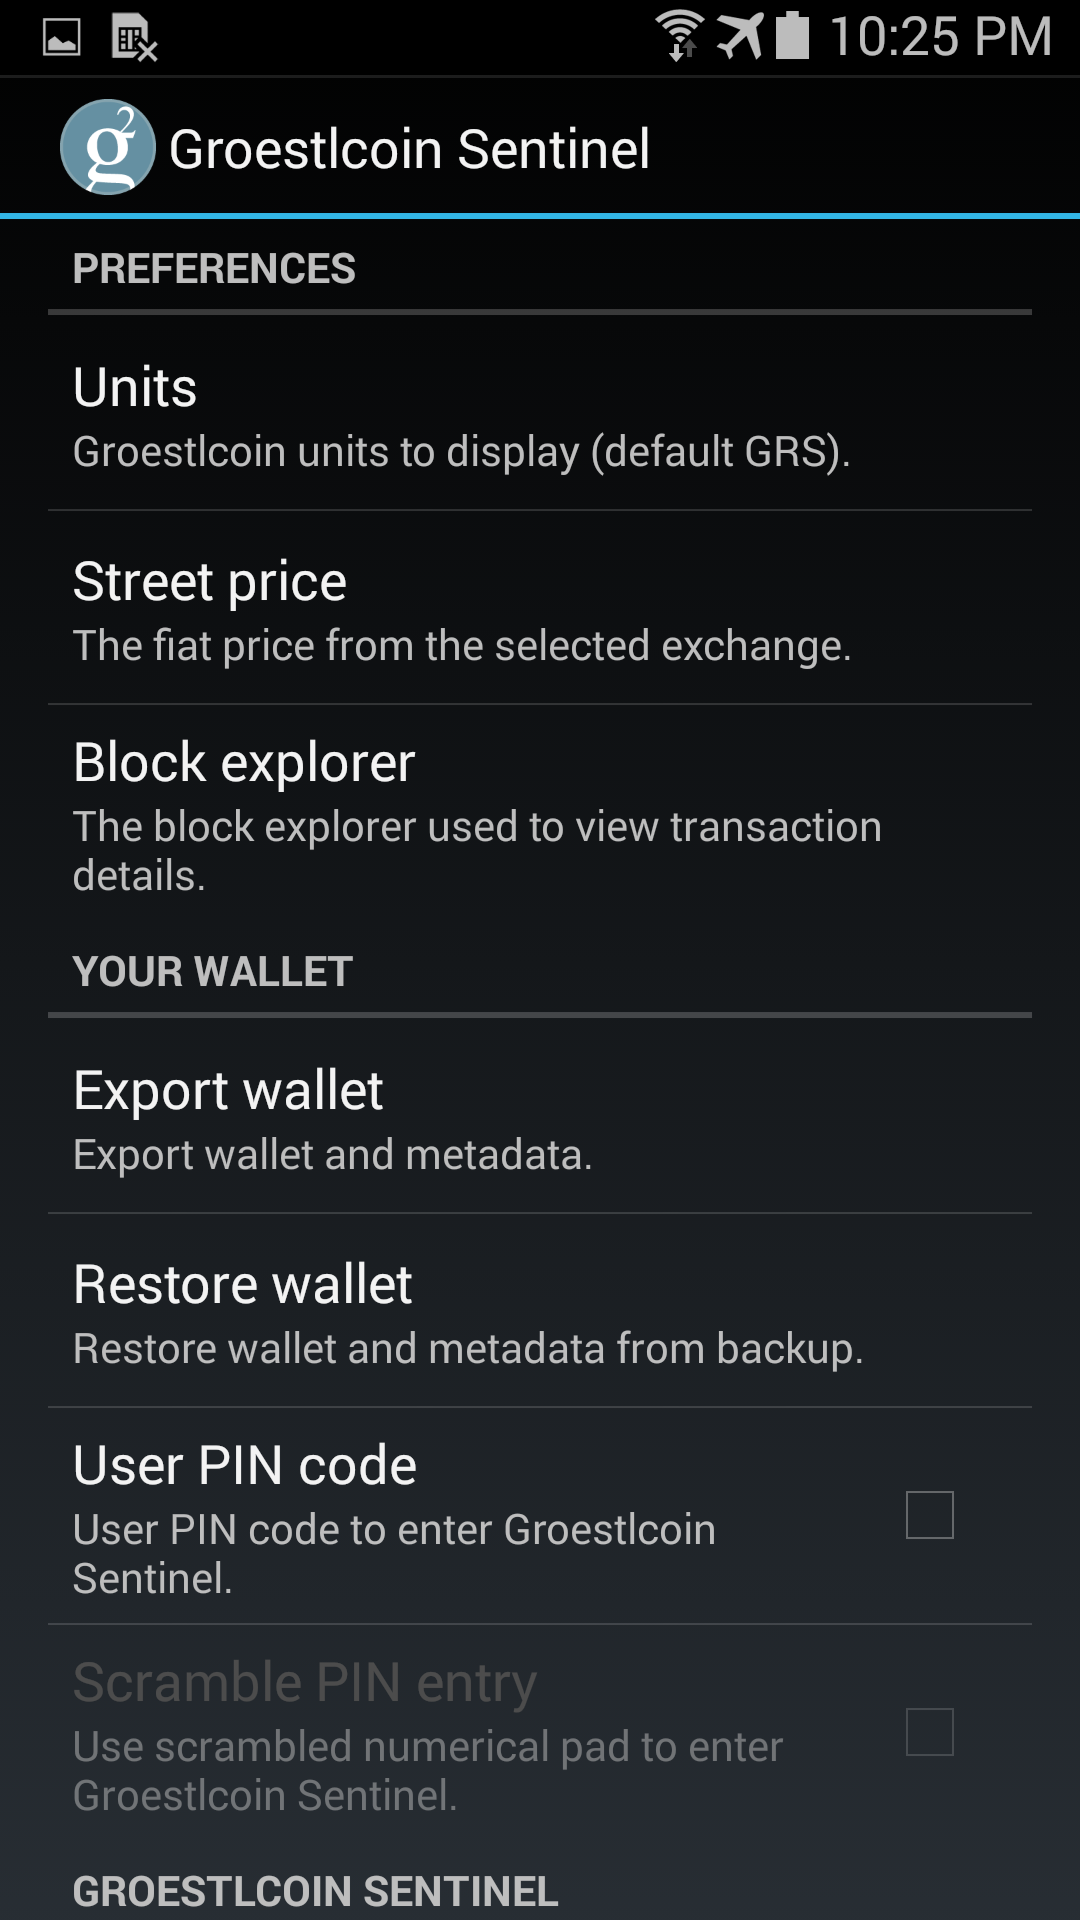 10:25 PM
g2
Groestlcoin Sentinel
PREFERENCES
Units
Groestlcoin units to display (default GRS).
Street price
The fiat price from the selected exchange.
Block explorer
The block explorer used to view transaction
details.
YOUR WALLET
Export wallet
Export wallet and metadata.
Restore wallet
Restore wallet and metadata from backup.
User PIN code
User PIN code to enter Groestlcoin
Sentinel.
Scramble PIN entry
Use scrambled numerical pad to enter
Groestlcoin Sentinel.
GROESTLCOIN SENTINEL